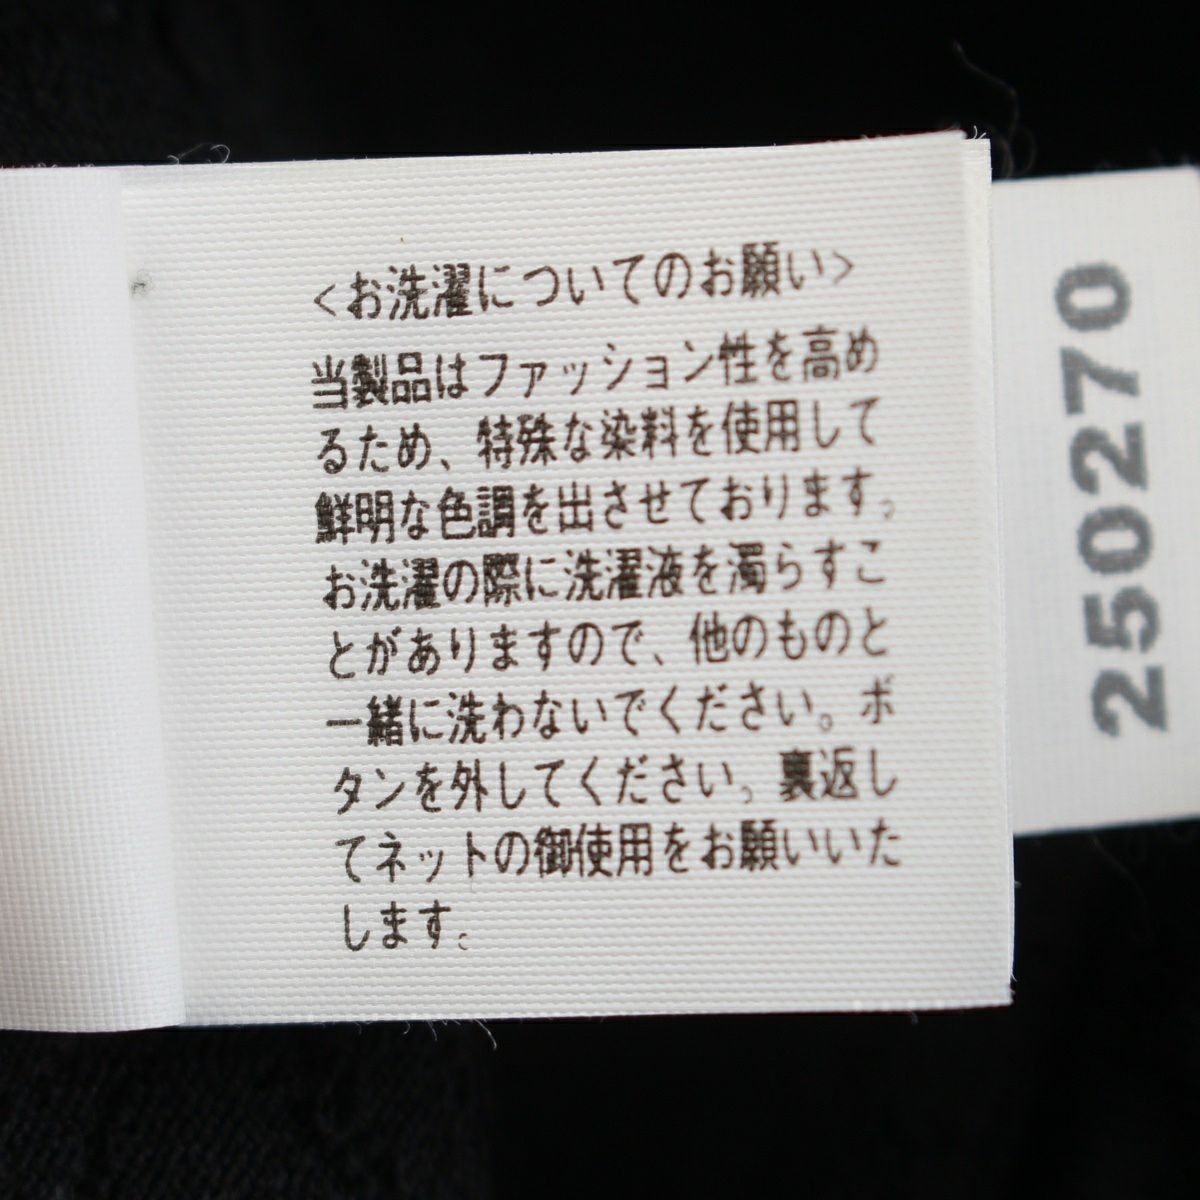 <お洗濯についてのお願い>
当製品はファッション性を高め
るため、特殊な染料を使用して
鮮明な色調を出させております。
お洗濯の際に洗濯液を濁らすこ
とがありますので、他のものと
一緒に洗わないでください。ボ
タンを外してください。裏返し
てネットの御使用をお願いいた
します。
250270